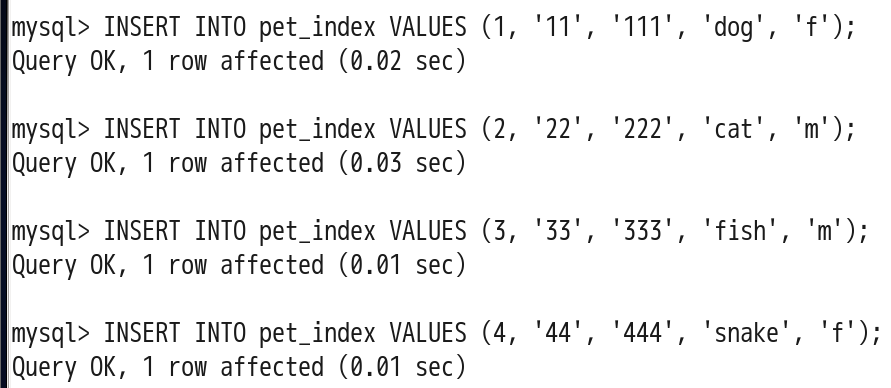 mysql> INSERT INTO pet_index VALUES (1, '11', '111', 'dog', 'f');
Query OK, 1 row affected (0.02 sec)
mysql> INSERT INTO pet_index VALUES (2, '22', '222', 'cat', 'm');
Query OK, 1 row affected (0.03 sec)
mysql> INSERT INTO pet_index VALUES (3, '33', '333', 'fish', 'm');
Query OK, 1 row affected (0.01 sec)
mysql> INSERT INTO pet_index VALUES (4, '44', '444', 'snake', 'f');
Query OK, 1 row affected (0.01 sec)